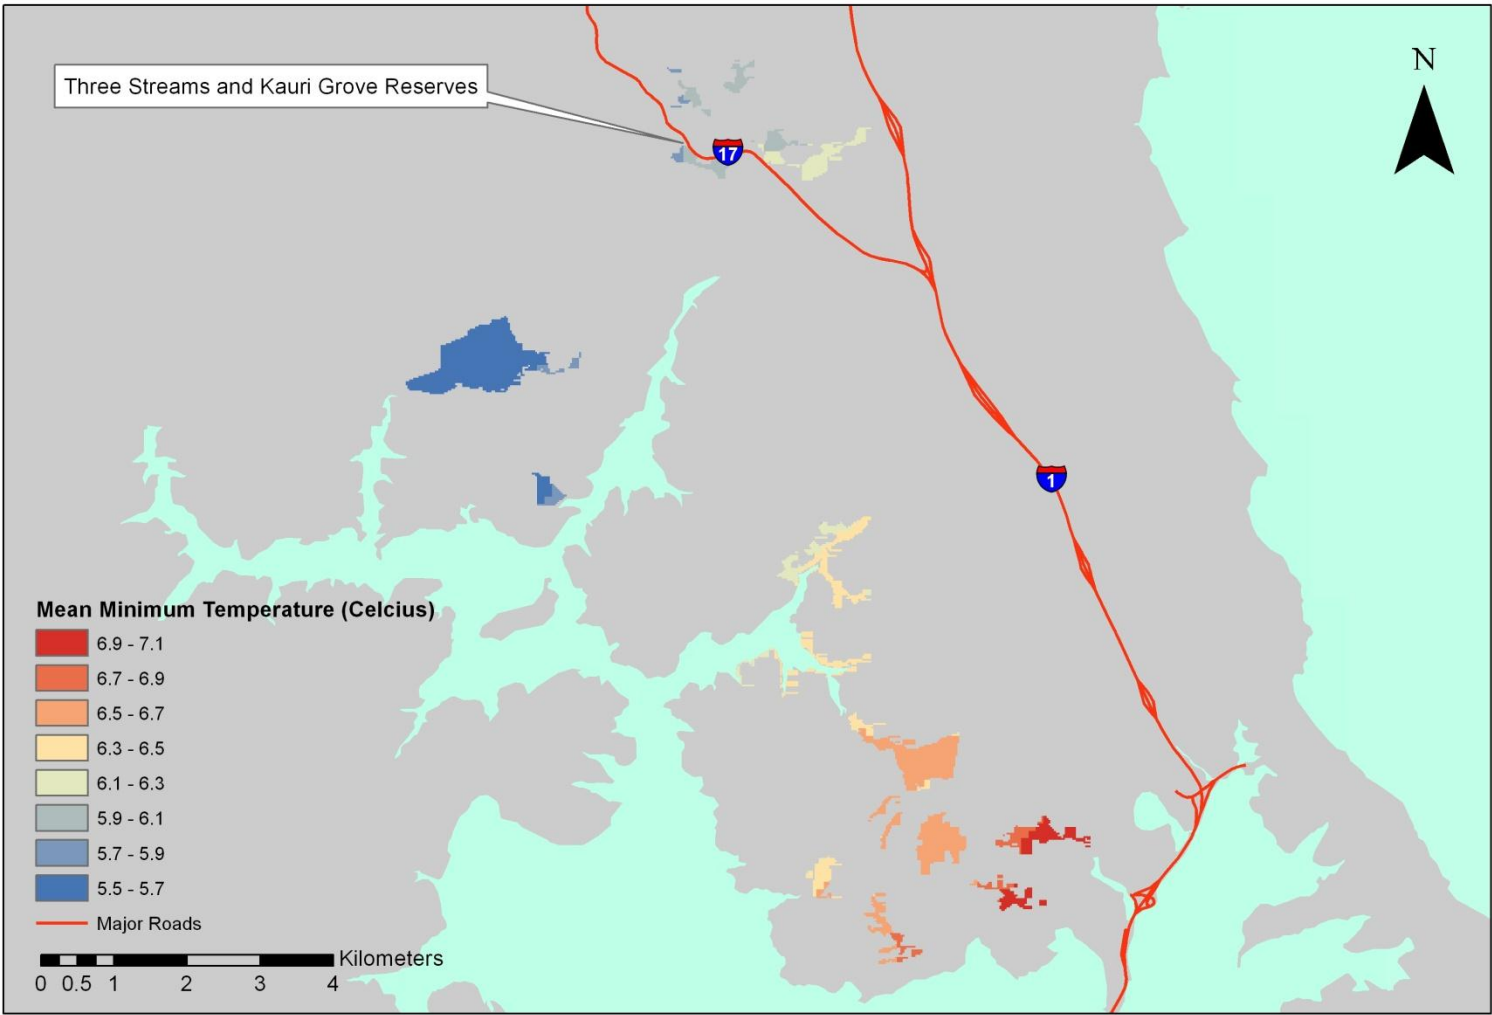 N
Three Streams and Kauri Grove Reserves
17
1
Mean Minimum Temperature (Celcius)
6.9 - 7.1
6.7 - 6.9
6.5 - 6.7
6.3 - 6.5
6.1 - 6.3
5.9 - 6.1
5.7 - 5.9
5.5 - 5.7
Major Roads
Kilometers
0 0.5 1 2 3 4